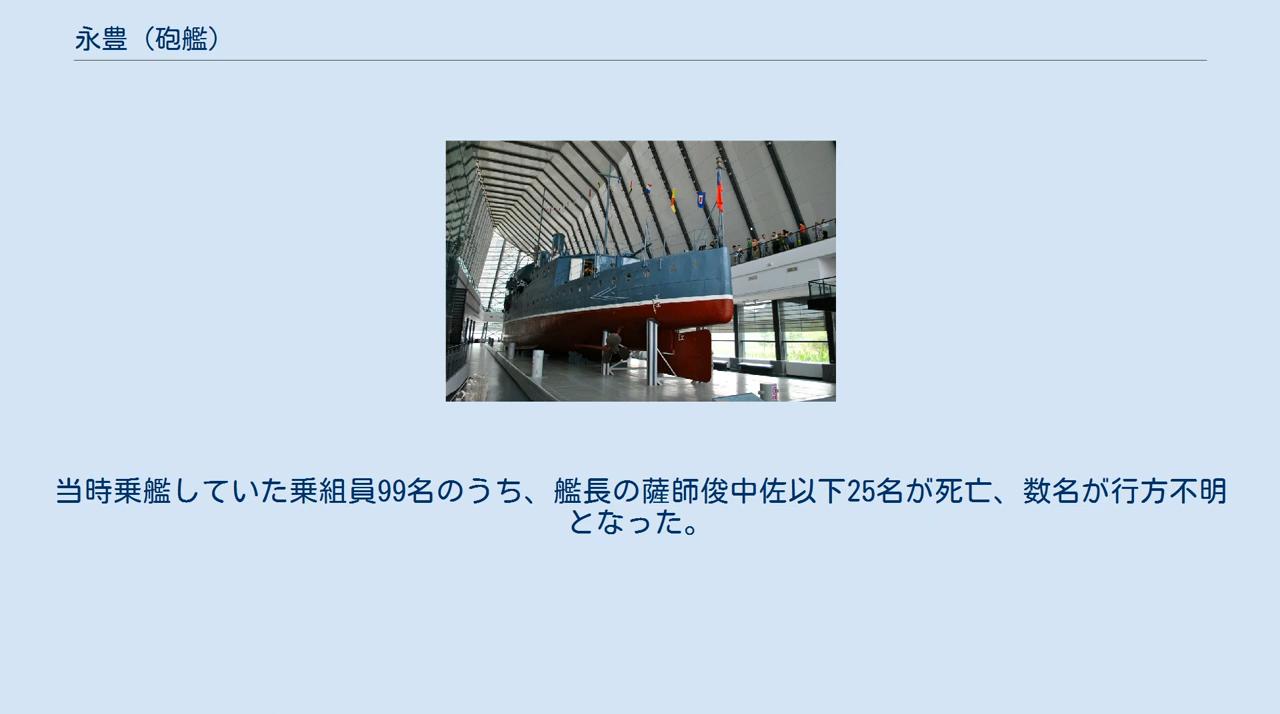 永豊（砲艦）
当時乗艦していた乗組員99名のうち、艦長の薩師俊中佐以下25名が死亡、数名が行方不明
となった。